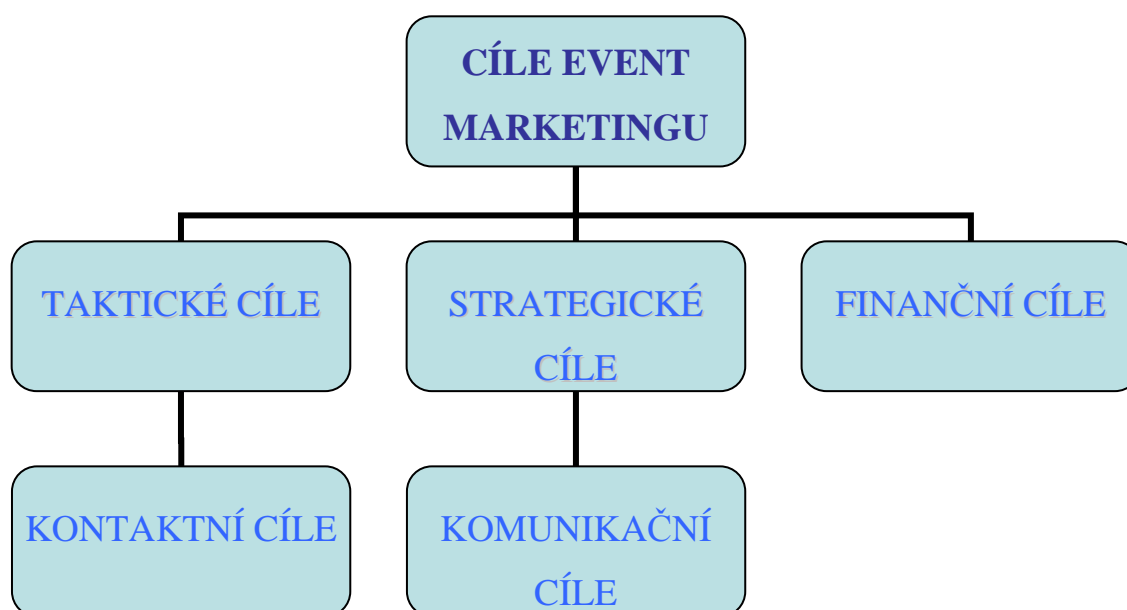 CÍLE EVENT
MARKETINGU
TAKTICKÉ CÍLE
STRATEGICKÉ
CÍLE
FINANČNÍ CÍLE
KONTAKTNÍ CÍLE
KOMUNIKAČNÍ
CÍLE